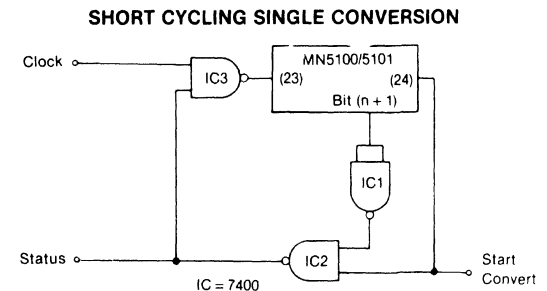 SHORT CYCLING SINGLE CONVERSION
Clock
IC3
MN5100/5101
(23)
(24)
Bit (n + 1)
IC1
Status
IC2
Start
Convert
IC = 7400